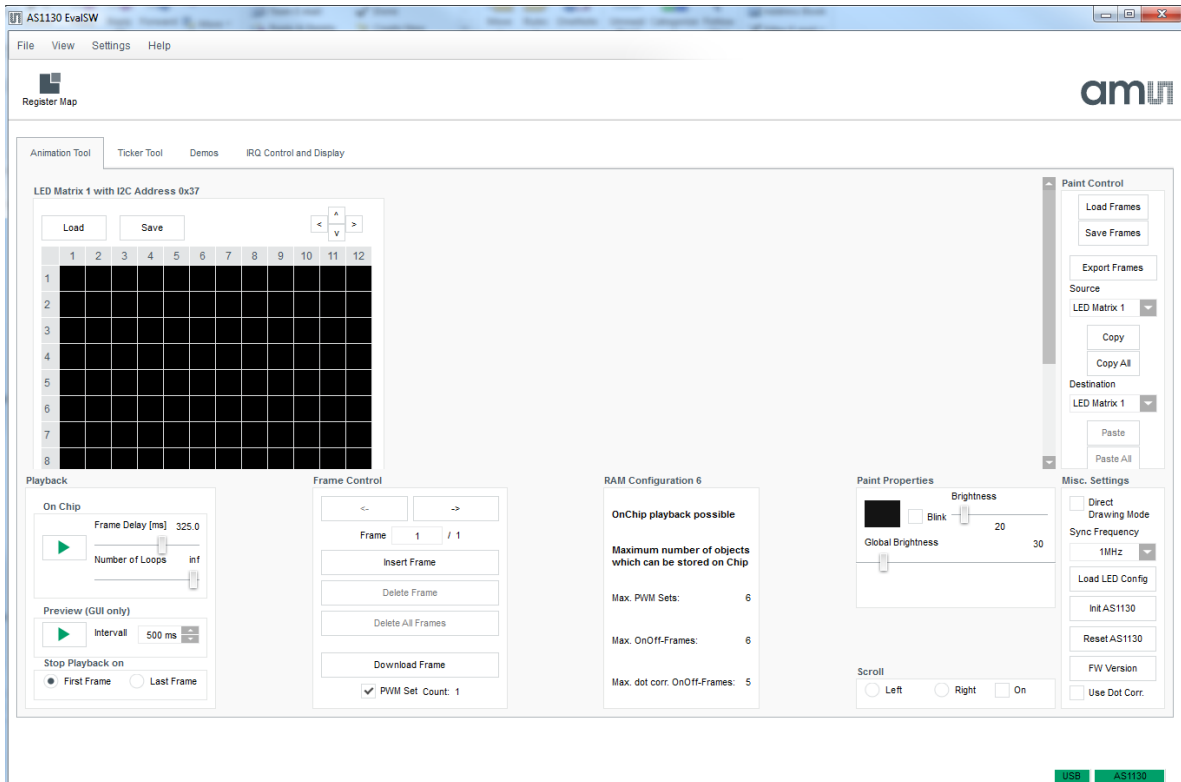 AS1130 EvalSW
File View Settings Help
Register Map
am
Animation Tool Ticker Tool Demos IRQ Control and Display
LED Matrix 1 with I2C Address 0x37
Load Save
< ^ v >
1 2 3 4 5 6 7 8 9 10 11 12
1
2
3
4
5
6
7
8
Paint Control
Load Frames
Save Frames
Export Frames
Source
LED Matrix 1
Copy
Copy All
Destination
LED Matrix 1
Paste
Paste All
Playback
On Chip
Frame Delay [ms] 325.0
Number of Loops inf
Preview (GUI only)
Intervall 500 ms
Stop Playback on
First Frame Last Frame
Frame Control
<- ->
Frame 1 / 1
Insert Frame
Delete Frame
Delete All Frames
Download Frame
PWM Set Count: 1
RAM Configuration 6
OnChip playback possible
Maximum number of objects
which can be stored on Chip
Max. PWM Sets: 6
Max. OnOff-Frames: 6
Max. dot corr. OnOff-Frames: 5
Paint Properties
Brightness
Blink 20
Global Brightness 30
Scroll
Left Right On
Misc. Settings
Direct
Drawing Mode
Sync Frequency
1MHz
Load LED Config
Init AS1130
Reset AS1130
FW Version
Use Dot Corr.
USB AS1130